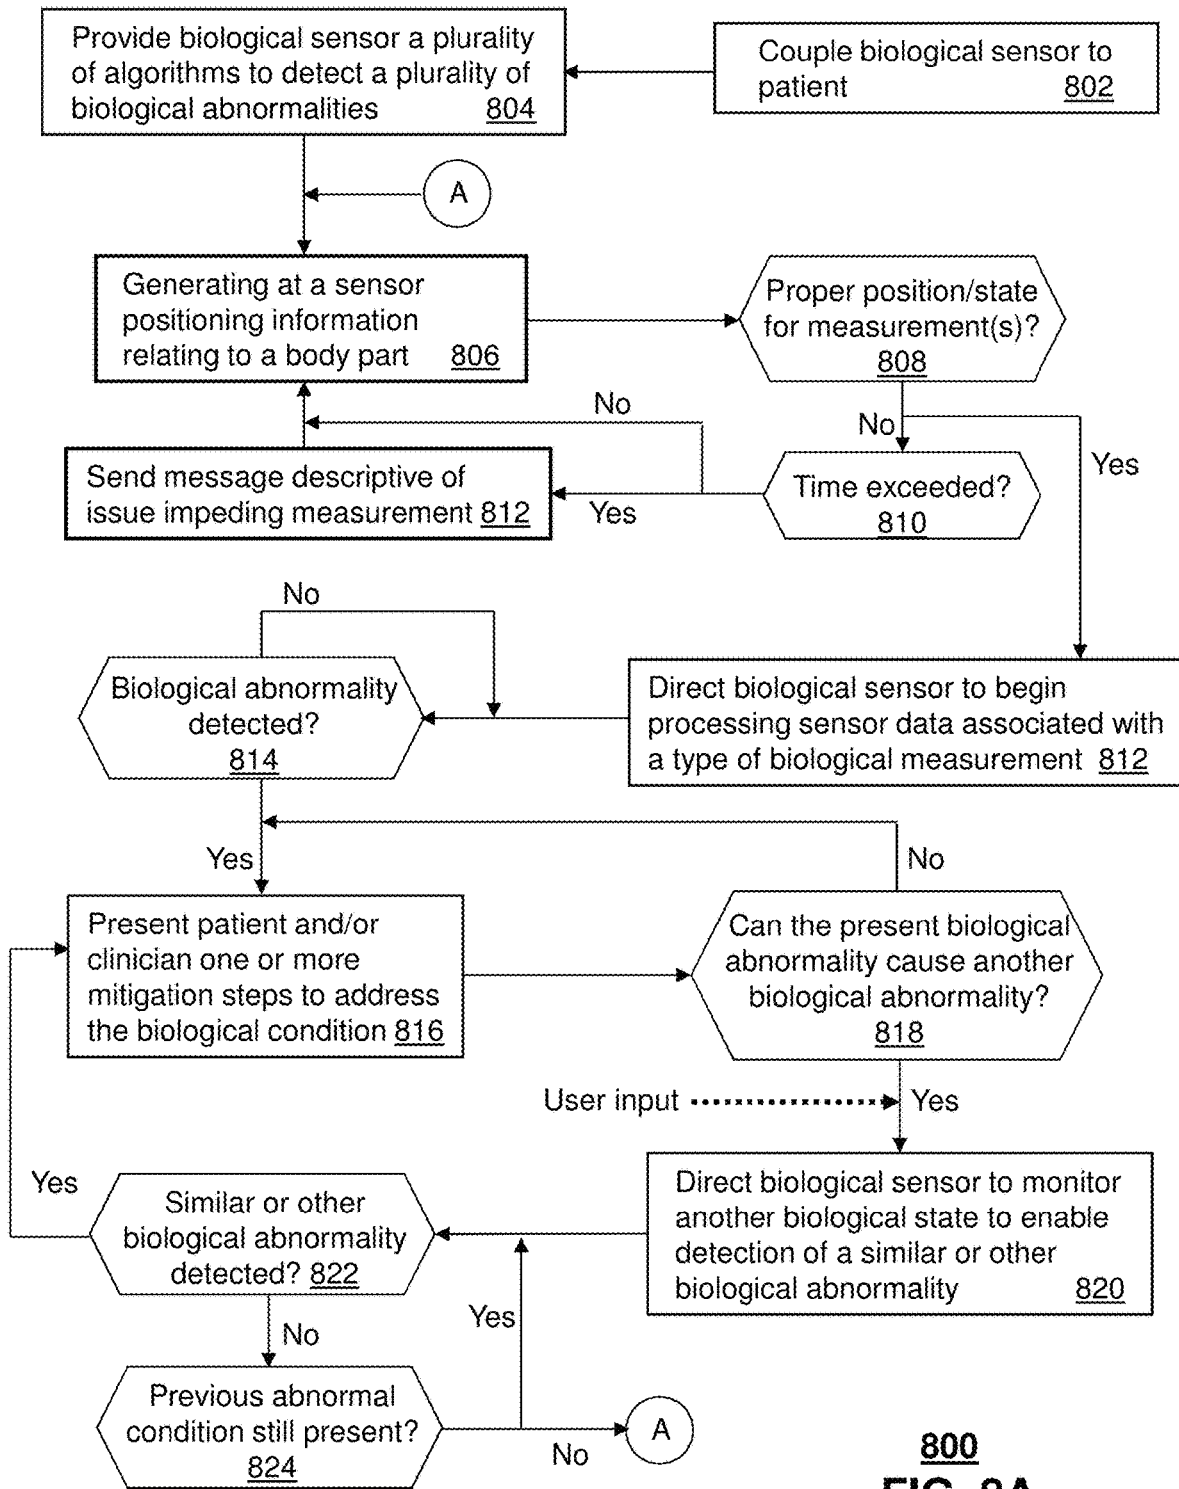 Provide biological sensor a plurality
of algorithms to detect a plurality of
biological abnormalities 804
Couple biological sensor to
patient 802
A
Generating at a sensor
positioning information
relating to a body part 806
Proper position/state
for measurement(s)?
808
No
No
Yes
Send message descriptive of
issue impeding measurement 812
Yes
Time exceeded?
810
No
Biological abnormality
detected?
814
Direct biological sensor to begin
processing sensor data associated with
a type of biological measurement 812
Yes
No
Present patient and/or
clinician one or more
mitigation steps to address
the biological condition 816
Can the present biological
abnormality cause another
biological abnormality?
818
User input
Yes
Yes
Similar or other
biological abnormality
detected? 822
Direct biological sensor to monitor
another biological state to enable
detection of a similar or other
biological abnormality 820
Yes
No
Previous abnormal
condition still present?
824
No
A
800
FIG. 8A